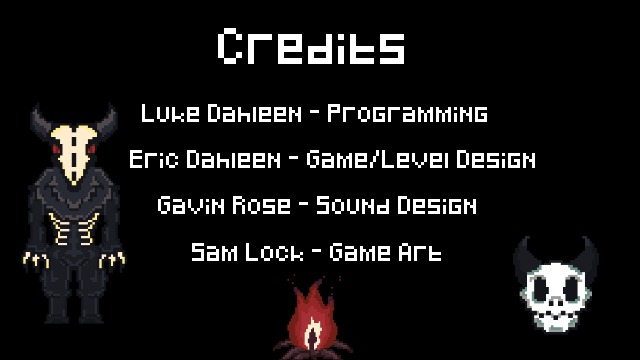 Credits
Luke Dahleen - Programming
Eric Dahleen - Game/Level Design
Gavin Rose - Sound Design
Sam Lock - Game Art